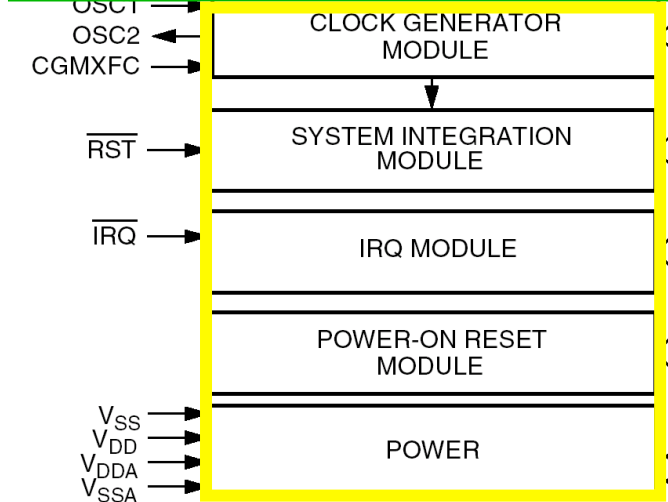 OSC1
OSC2
CGMXFC
CLOCK GENERATOR
MODULE
RST
SYSTEM INTEGRATION
MODULE
IRQ
IRQ MODULE
POWER-ON RESET
MODULE
VSS
VDD
VDDA
VSSA
POWER